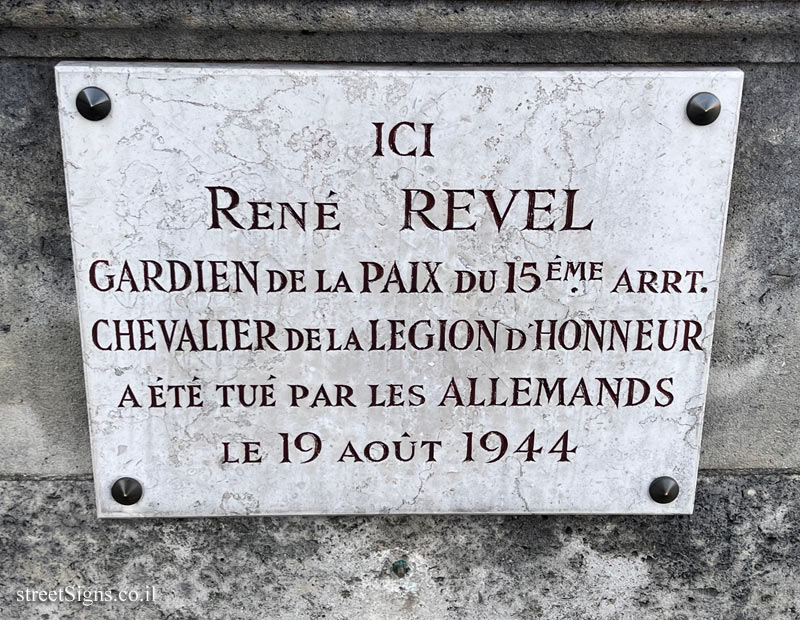 ICI
RENÉ REVEL
GARDIEN DE LA PAIX DU 15ÈME ARRT.
CHEVALIER DE LA LEGION D'HONNEUR
A ÉTÉ TUÉ PAR LES ALLEMANDS
LE 19 AOÛT 1944
streetSigns.co.il